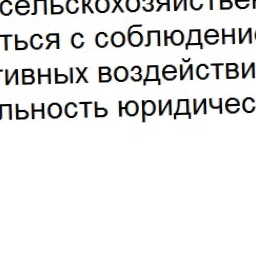 сельскохозяйствен
ться с соблюдени
тивных воздействи
льность юридичес